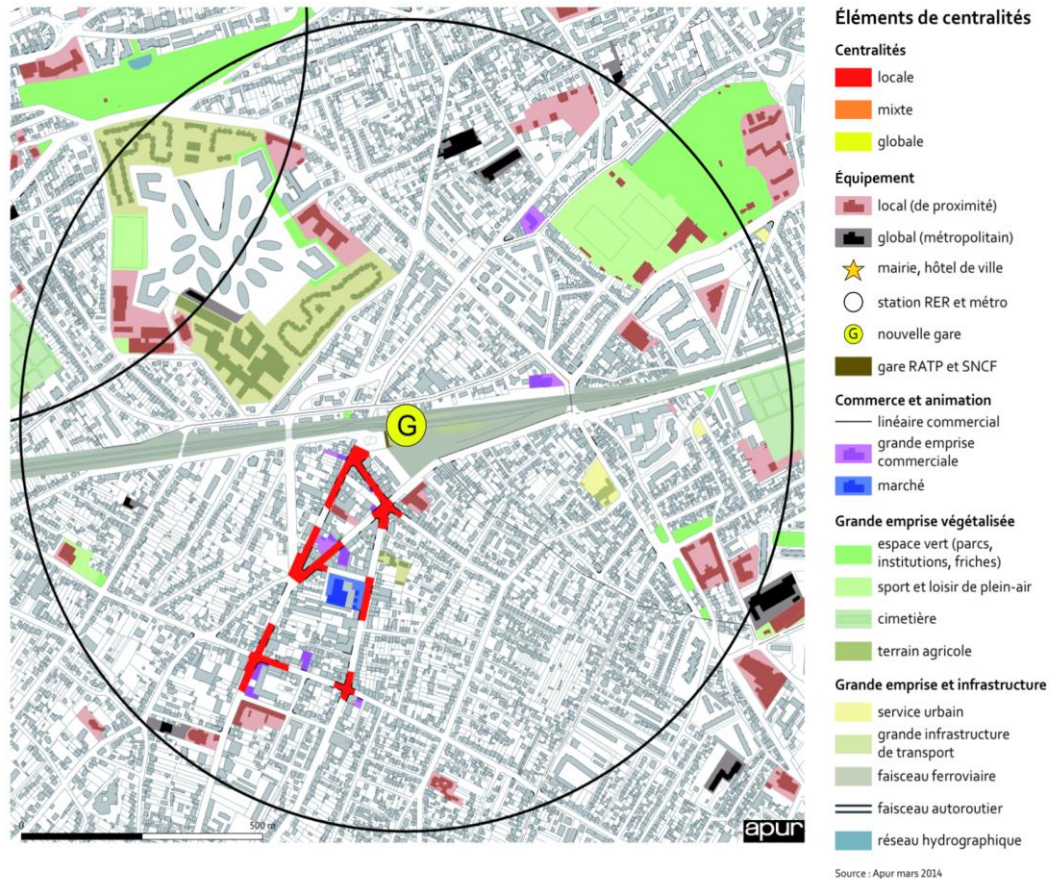 Éléments de centralités
Centralités
locale
mixte
globale
Équipement
local (de proximité)
global (métropolitain)
mairie, hôtel de ville
station RER et métro
G
nouvelle gare
gare RATP et SNCF
Commerce et animation
linéaire commercial
grande emprise
commerciale
marché
Grande emprise végétalisée
espace vert (parcs,
institutions, friches)
sport et loisir de plein-air
cimetière
terrain agricole
Grande emprise et infrastructure
service urbain
grande infrastructure
de transport
faisceau ferroviaire
faisceau autoroutier
réseau hydrographique
Source : Apur mars 2014
G
0
500 m
apur